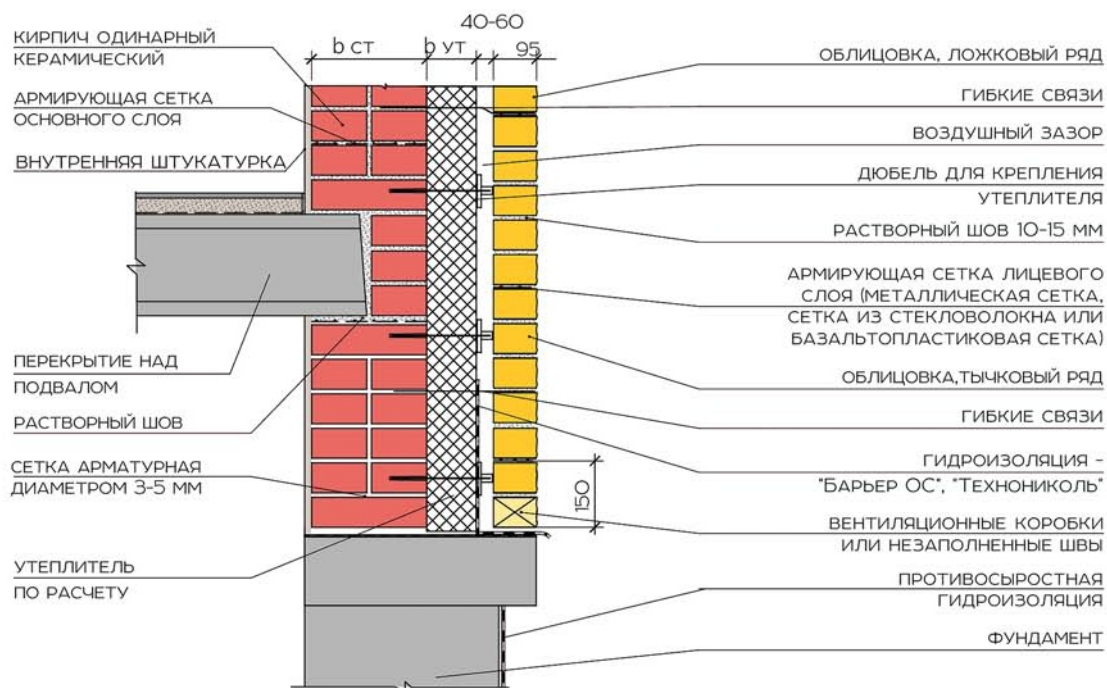 40-60
b СТ
b УТ
95
КИРПИЧ ОДИНАРНЫЙ
КЕРАМИЧЕСКИЙ
АРМИРУЮЩАЯ СЕТКА
ОСНОВНОГО СЛОЯ
ВНУТРЕННЯЯ ШТУКАТУРКА
ПЕРЕКРЫТИЕ НАД
ПОДВАЛОМ
РАСТВОРНЫЙ ШОВ
СЕТКА АРМАТУРНАЯ
ДИАМЕТРОМ 3-5 ММ
УТЕПЛИТЕЛЬ
ПО РАСЧЕТУ
150
ОБЛИЦОВКА, ЛОЖКОВЫЙ РЯД
ГИБКИЕ СВЯЗИ
ВОЗДУШНЫЙ ЗАЗОР
ДЮБЕЛЬ ДЛЯ КРЕПЛЕНИЯ
УТЕПЛИТЕЛЯ
РАСТВОРНЫЙ ШОВ 10-15 ММ
АРМИРУЮЩАЯ СЕТКА ЛИЦЕВОГО
СЛОЯ (МЕТАЛЛИЧЕСКАЯ СЕТКА,
СЕТКА ИЗ СТЕКЛОВОЛОКНА ИЛИ
БАЗАЛЬТОПЛАСТИКОВАЯ СЕТКА)
ОБЛИЦОВКА,ТЫЧКОВЫЙ РЯД
ГИБКИЕ СВЯЗИ
ГИДРОИЗОЛЯЦИЯ -
"БАРЬЕР ОС", "ТЕХНОНИКОЛЬ"
ВЕНТИЛЯЦИОННЫЕ КОРОБКИ
ИЛИ НЕЗАПОЛНЕННЫЕ ШВЫ
ПРОТИВОСЫРОСТНАЯ
ГИДРОИЗОЛЯЦИЯ
ФУНДАМЕНТ